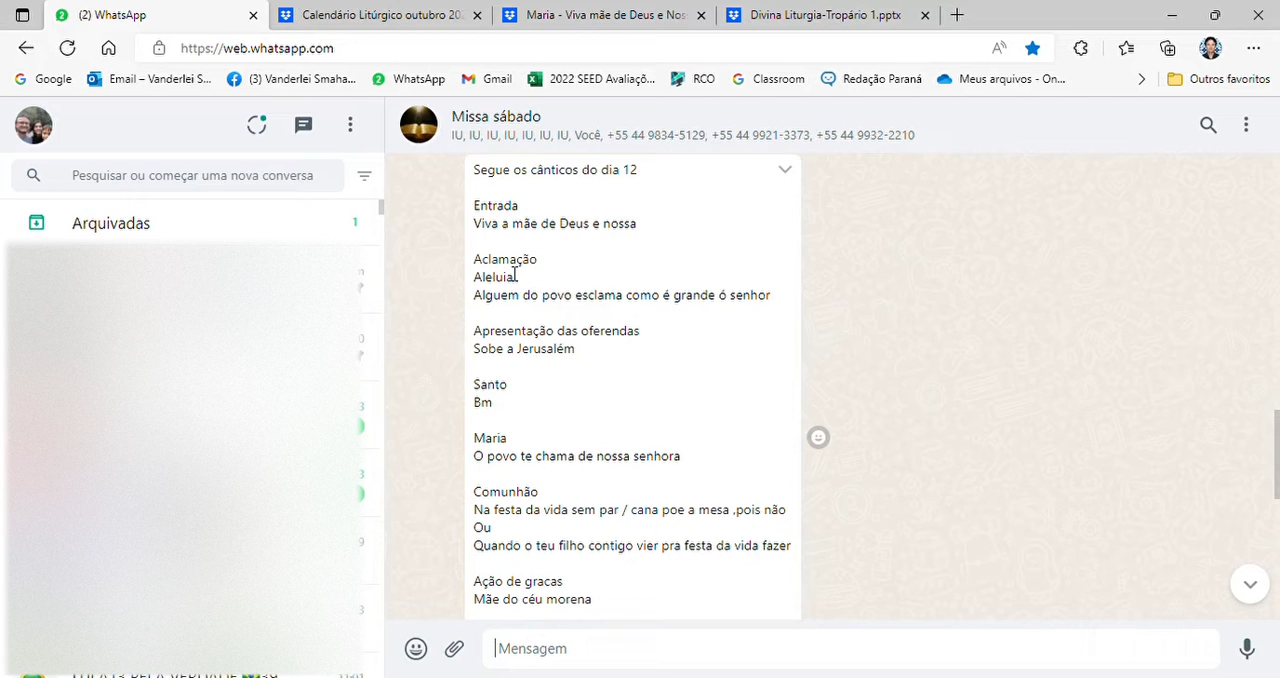 (2) WhatsApp
Calendário Litúrgico outubro 20
Maria - Viva mãe de Deus e Nos
Divina Liturgia-Tropário 1.pptx
https://web.whatsapp.com
Google
Email – Vanderlei S...
(3) Vanderlei Smaha...
WhatsApp
Gmail
2022 SEED Avaliaçõ...
RCO
Classroom
Redação Paraná
Meus arquivos - On...
Outros favoritos
Missa sábado
IU, IU, IU, IU, IU, IU, IU, Você, +55 44 9834-5129, +55 44 9921-3373, +55 44 9932-2210
Pesquisar ou começar uma nova conversa
Arquivadas
1
Segue os cânticos do dia 12
Entrada
Viva a mãe de Deus e nossa
Aclamação
Aleluia
Alguem do povo esclama como é grande ó senhor
Apresentação das oferendas
Sobe a Jerusalém
Santo
Bm
Maria
O povo te chama de nossa senhora
Comunhão
Na festa da vida sem par / cana poe a mesa ,pois não
Ou
Quando o teu filho contigo vier pra festa da vida fazer
Ação de gracas
Mãe do céu morena
Mensagem